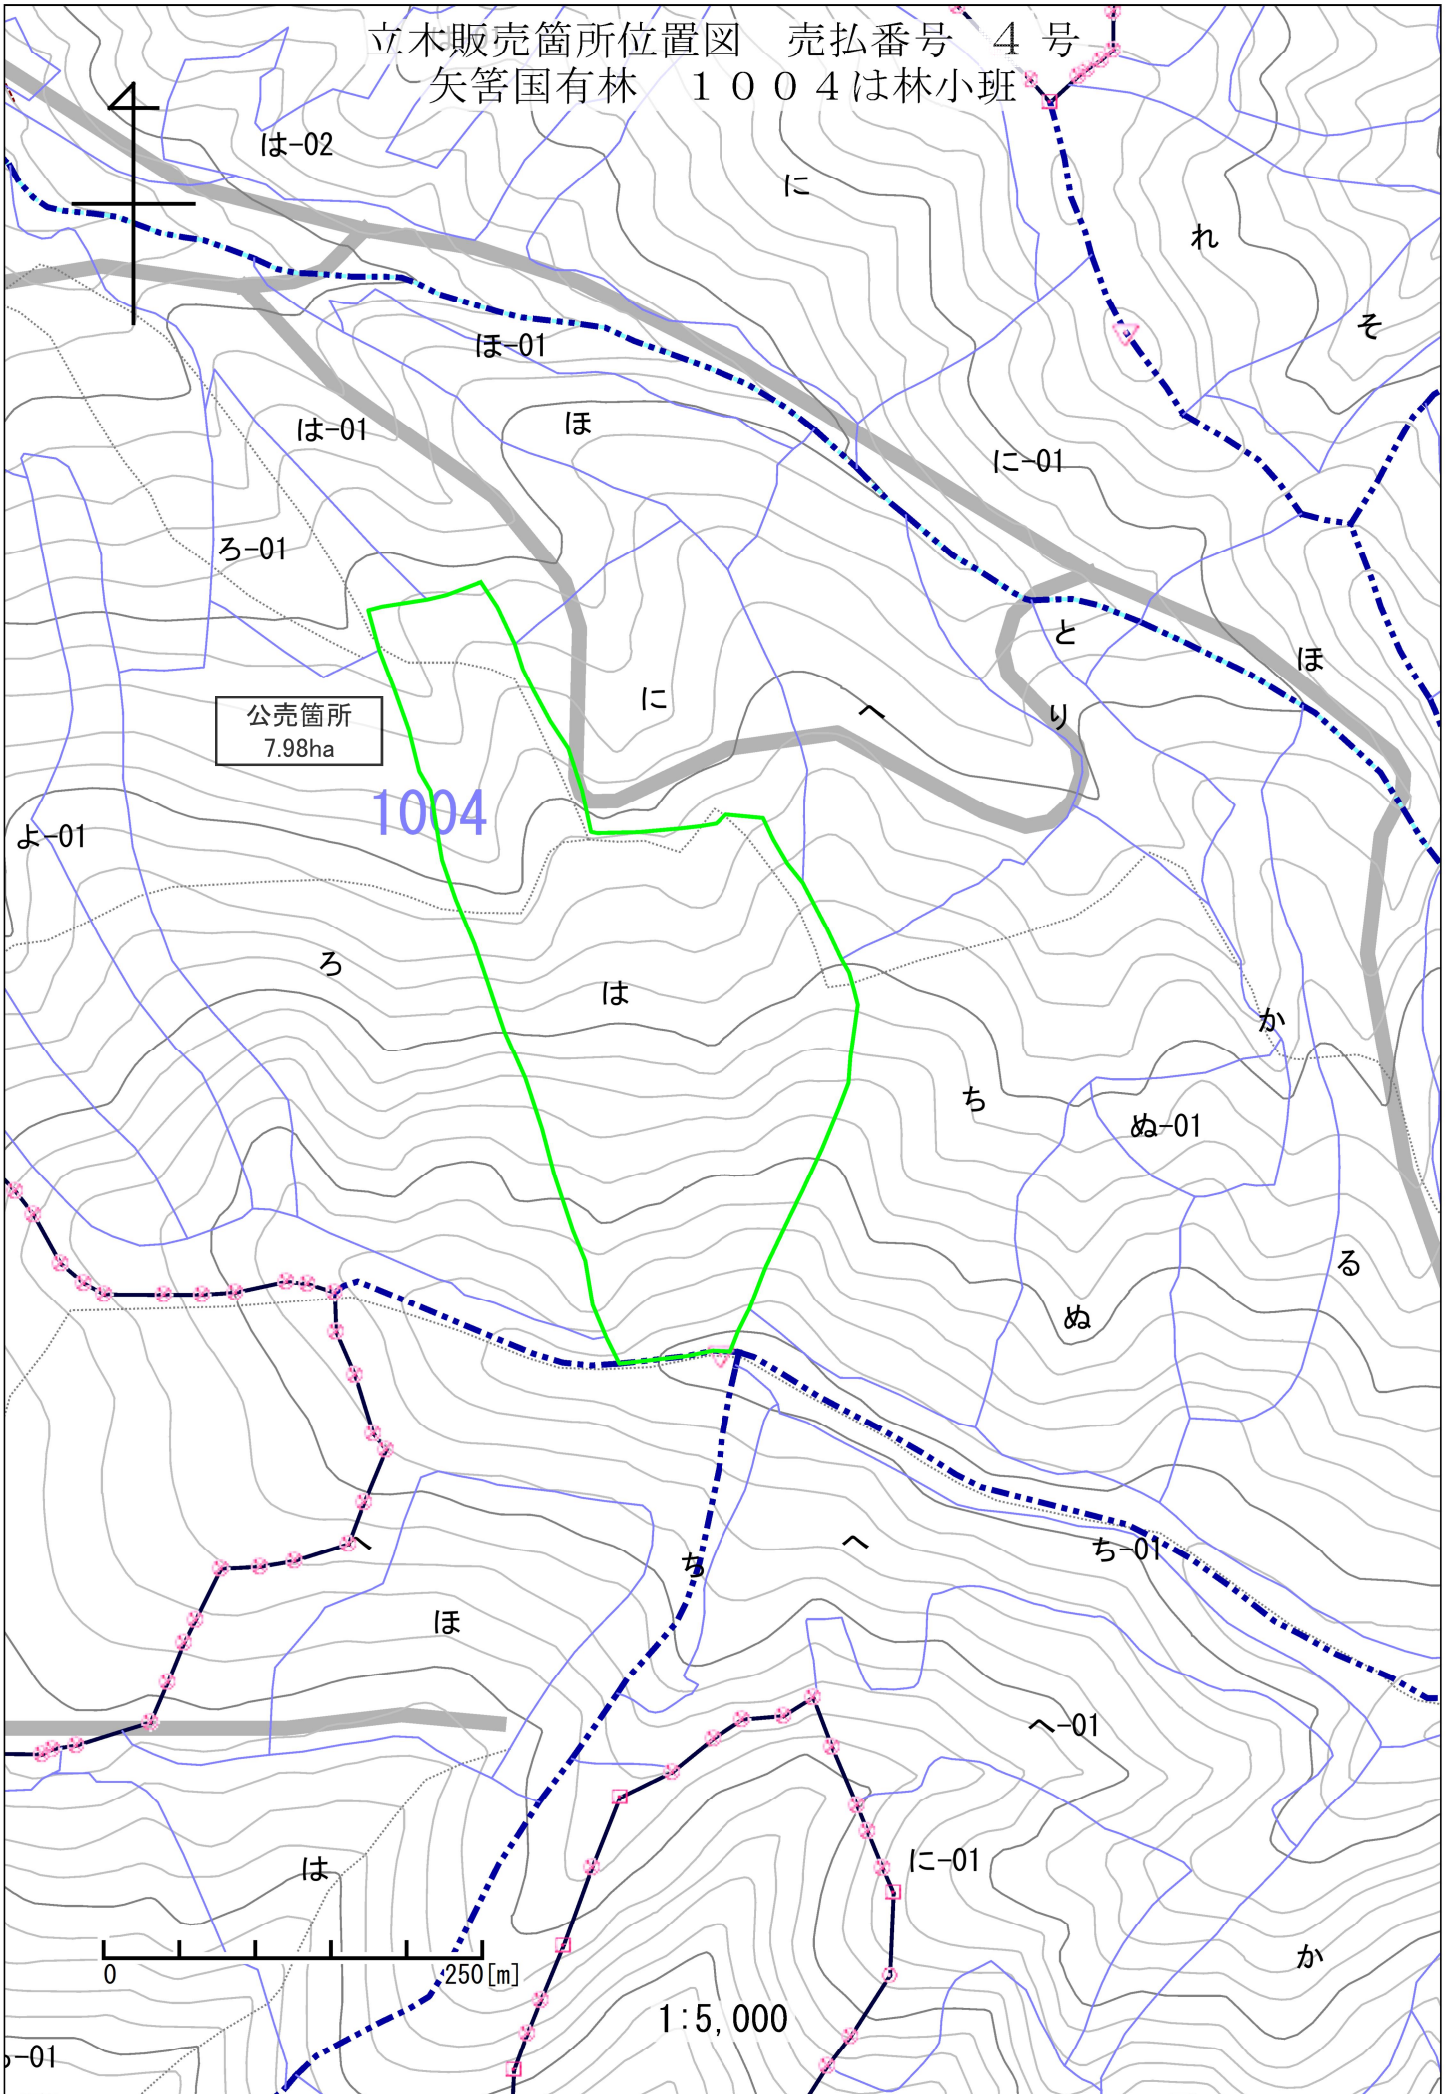 立木販売箇所位置図　売払番号　４号
矢筈国有林　１００４は林小班
は-02
に
れ
そ
ほ-01
は-01
ほ
に-01
ろ-01
と
ほ
に
へ
り
公売箇所
7.98ha
1004
よ-01
ろ
は
か
ち
ぬ-01
る
ぬ
へ
へ
ち-01
ち
ほ
へ-01
に-01
は
か
0 250[m]
1:5,000
-01